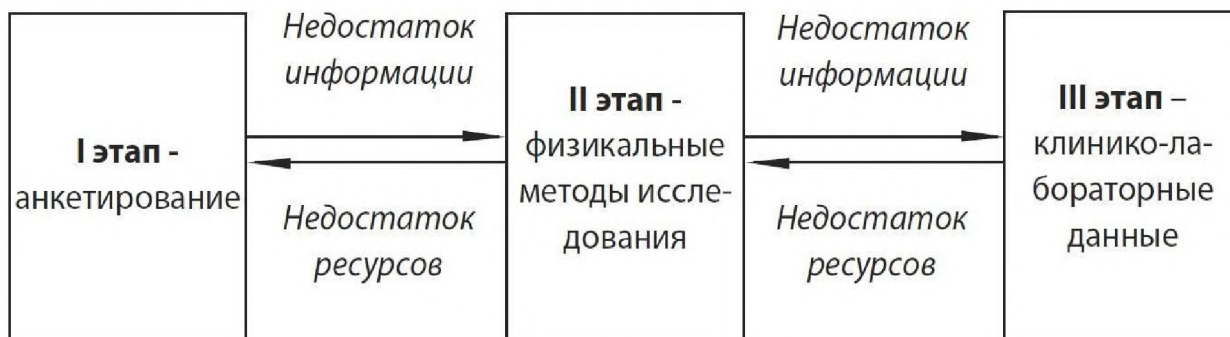 I этап -
анкетирование
Недостаток
информации
Недостаток
ресурсов
II этап -
физикальные
методы иссле-
дования
Недостаток
информации
Недостаток
ресурсов
III этап –
клинико-ла-
бораторные
данные